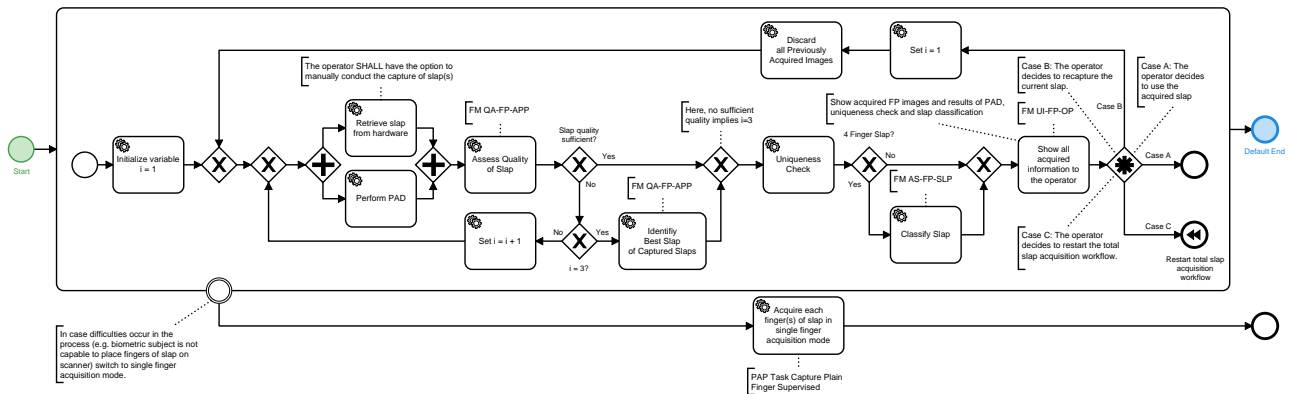 Start
Initialize variable
i = 1
The operator SHALL have the option to
manually conduct the capture of slap(s)
Retrieve slap
from hardware
Perform PAD
FM QA-FP-APP
Assess Quality
of Slap
Slap quality
sufficient?
Yes
No
i = 3?
No
Yes
Set i = i + 1
FM QA-FP-APP
Identifiy
Best Slap
of Captured Slaps
Here, no sufficient
quality implies i=3
Discard
all Previously
Acquired Images
Set i = 1
Uniqueness
Check
4 Finger Slap?
No
Yes
Show acquired FP images and results of PAD,
uniqueness check and slap classification
FM AS-FP-SLP
Classify Slap
FM UI-FP-OP
Show all
acquired
information to
the operator
Case B: The operator
decides to recapture the
current slap.
Case A: The
operator decides
to use the
acquired slap
Case B
Case A
Case C
Case C: The operator
decides to restart the total
slap acquisition workflow.
Restart total slap
acquisition
workflow
Default End
In case difficulties occur in the
process (e.g. biometric subject is not
capable to place fingers of slap on
scanner) switch to single finger
acquisition mode.
Acquire each
finger(s) of slap in
single finger
acquisition mode
PAP Task Capture Plain
Finger Supervised